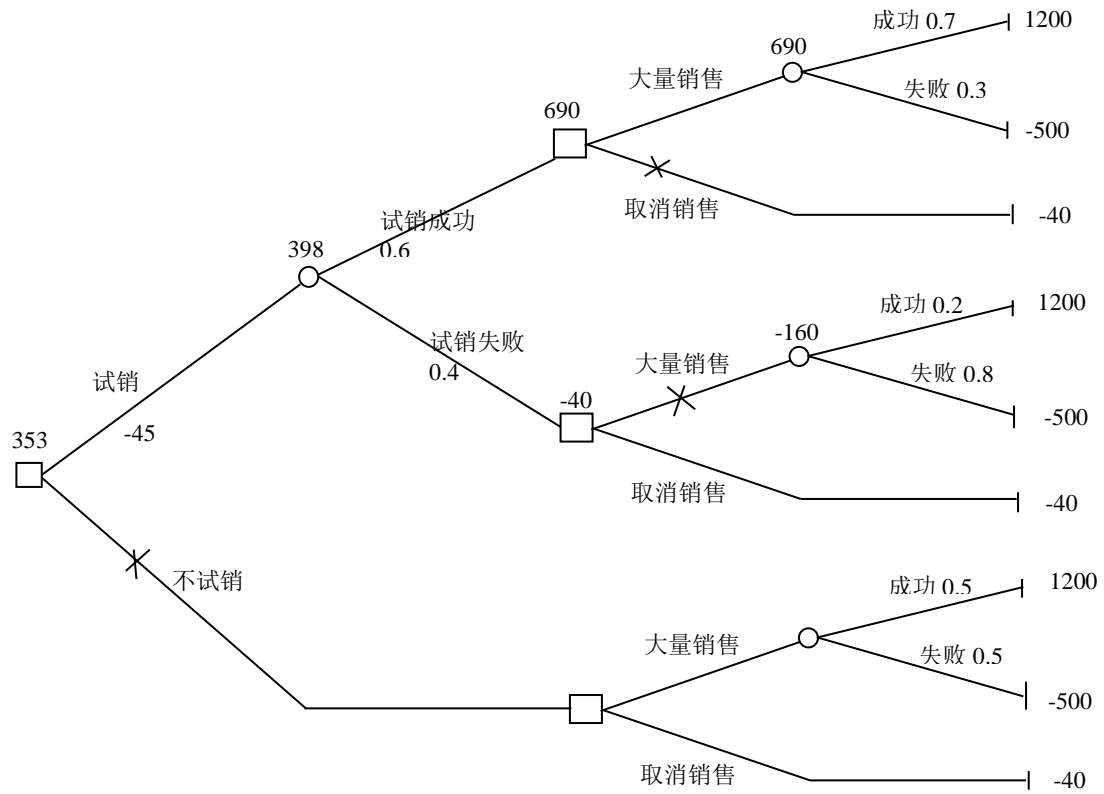 成功 0.7
1200
690
大量销售
失败 0.3
690
-500
试销成功
0.6
取消销售
-40
398
成功 0.2
1200
-160
试销失败
0.4
大量销售
失败 0.8
试销
-45
-40
-500
353
取消销售
-40
不试销
成功 0.5
1200
大量销售
失败 0.5
-500
取消销售
-40